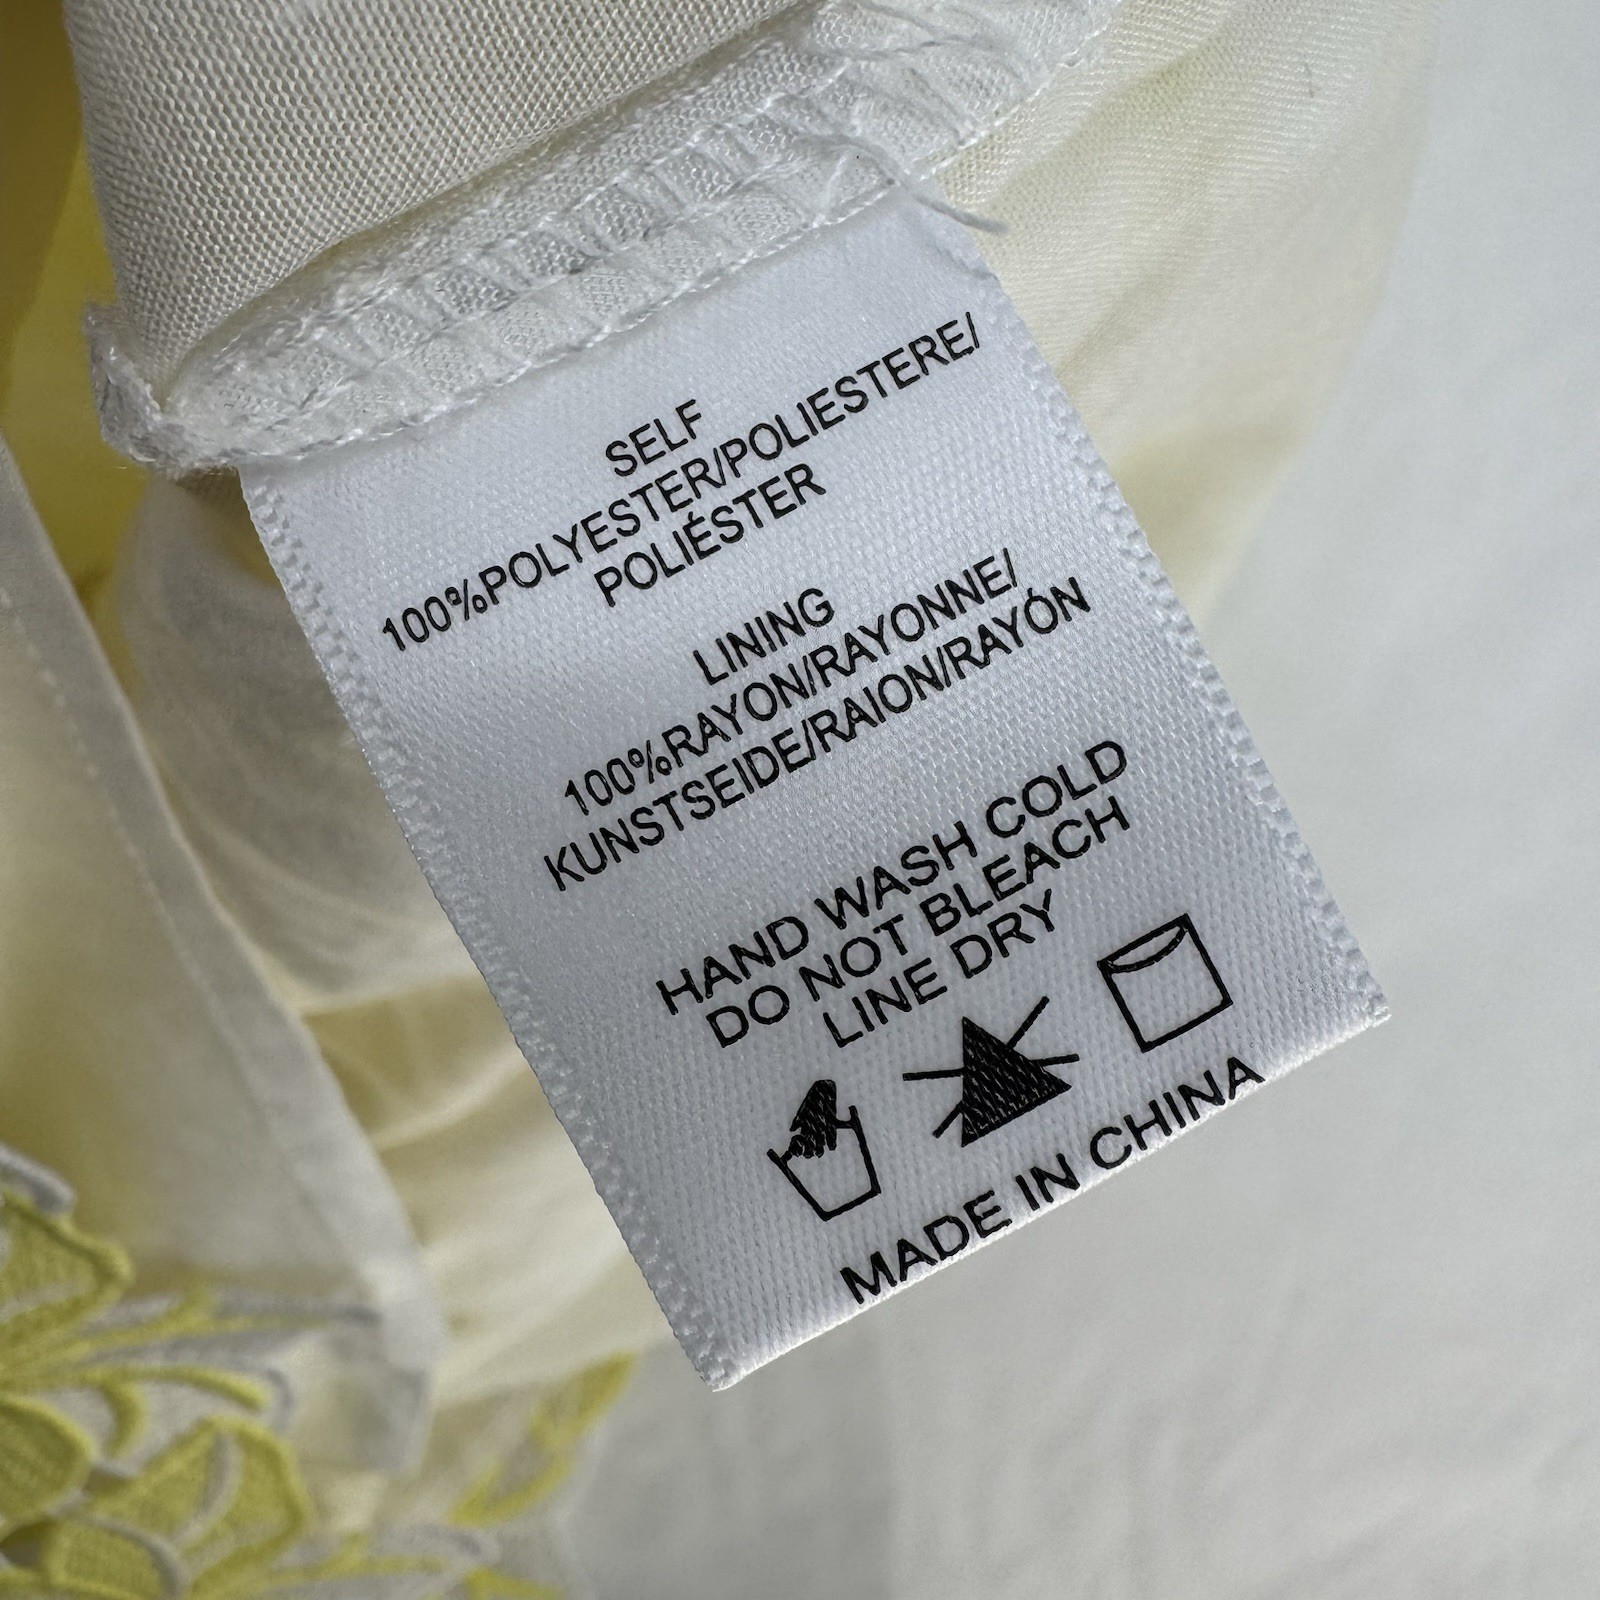 SELF
100%POLYESTER/POLIESTERE/
POLIÉSTER
LINING
100%RAYON/RAYONNE/
KUNSTSEIDE/RAION/RAYÓN
HAND WASH COLD
DO NOT BLEACH
LINE DRY
MADE IN CHINA